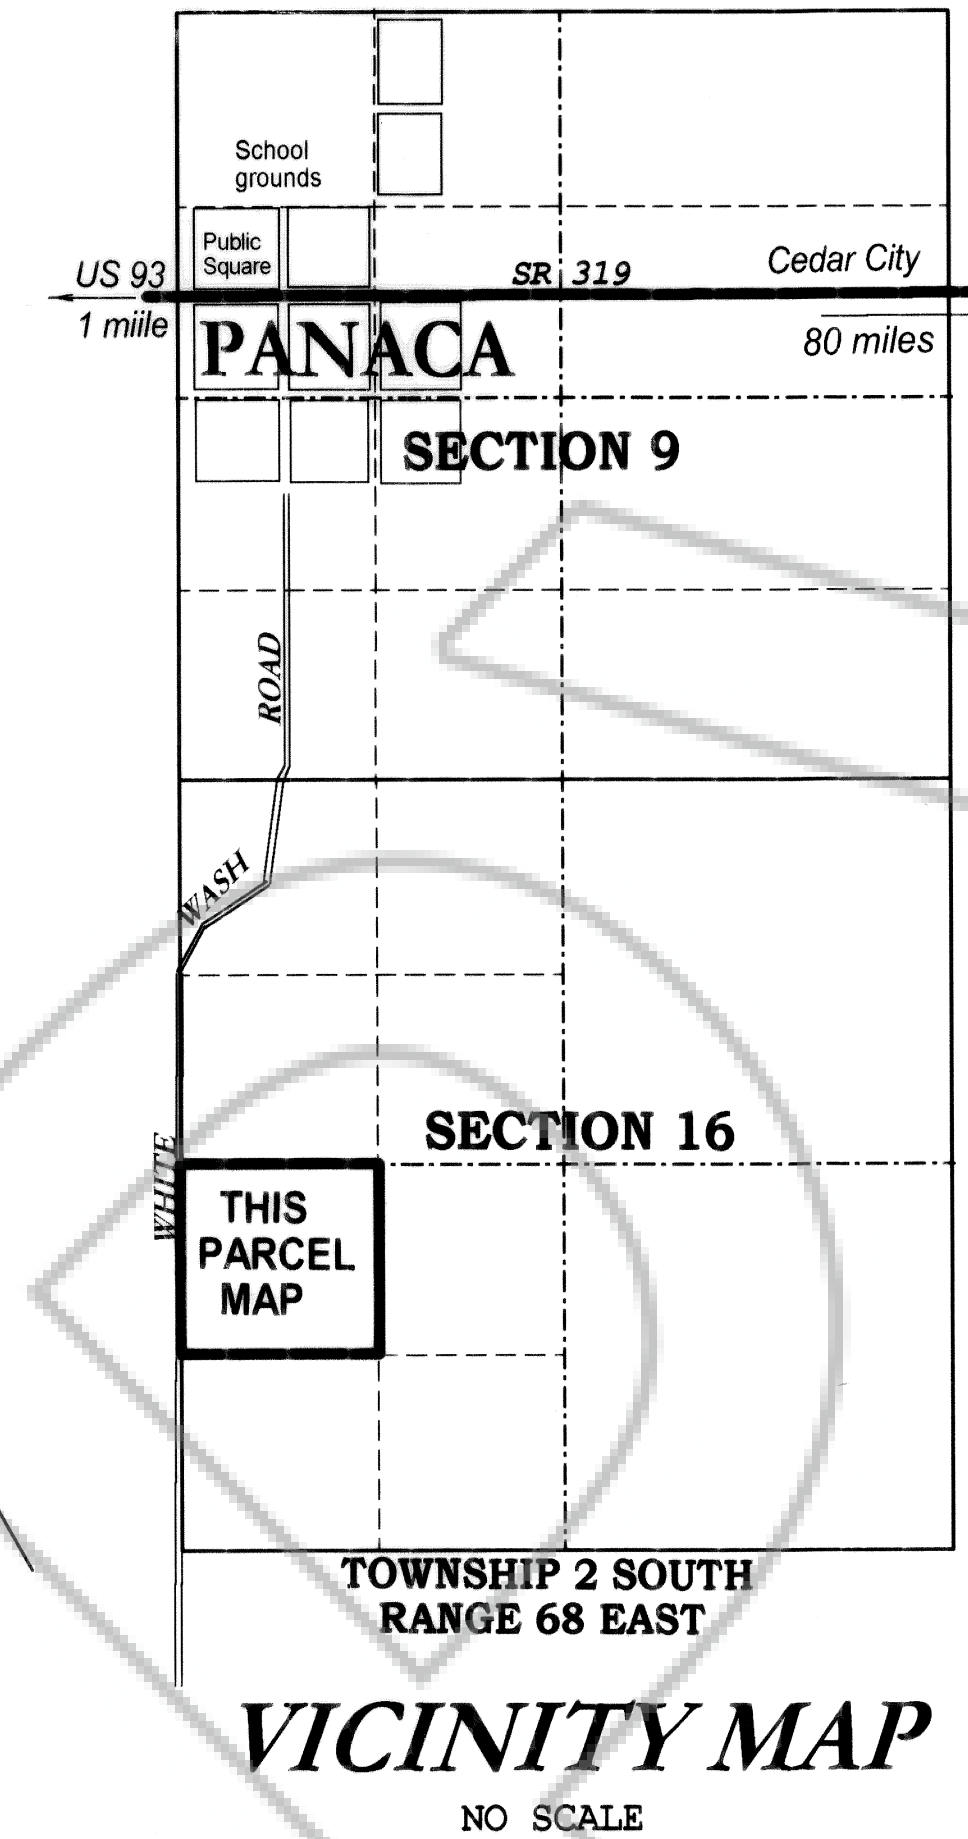 School
grounds
Public
Square
US 93
SR 319
Cedar City
1 miile
PANACA
80 miles
SECTION 9
ROAD
WASH
SECTION 16
WHITE
THIS
PARCEL
MAP
TOWNSHIP 2 SOUTH
RANGE 68 EAST
VICINITY MAP
NO SCALE